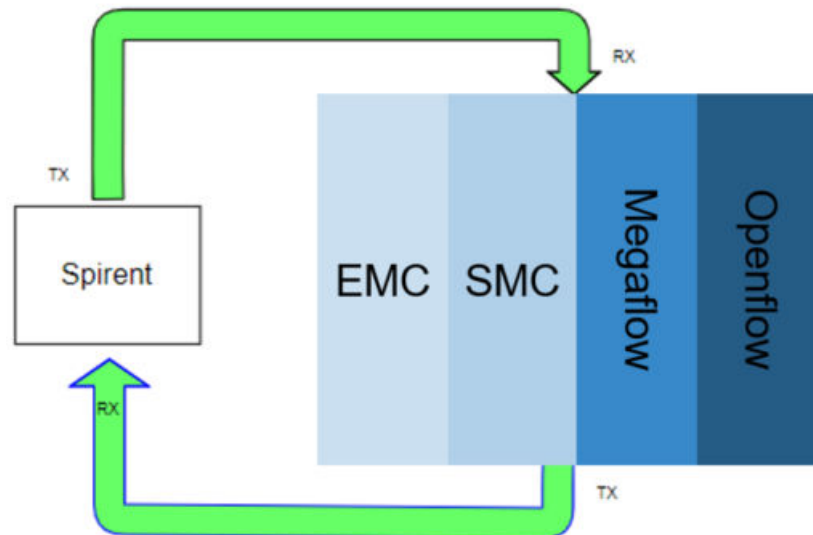 RX
TX
Spirent
EMC
SMC
Megaflow
Openflow
RX
TX